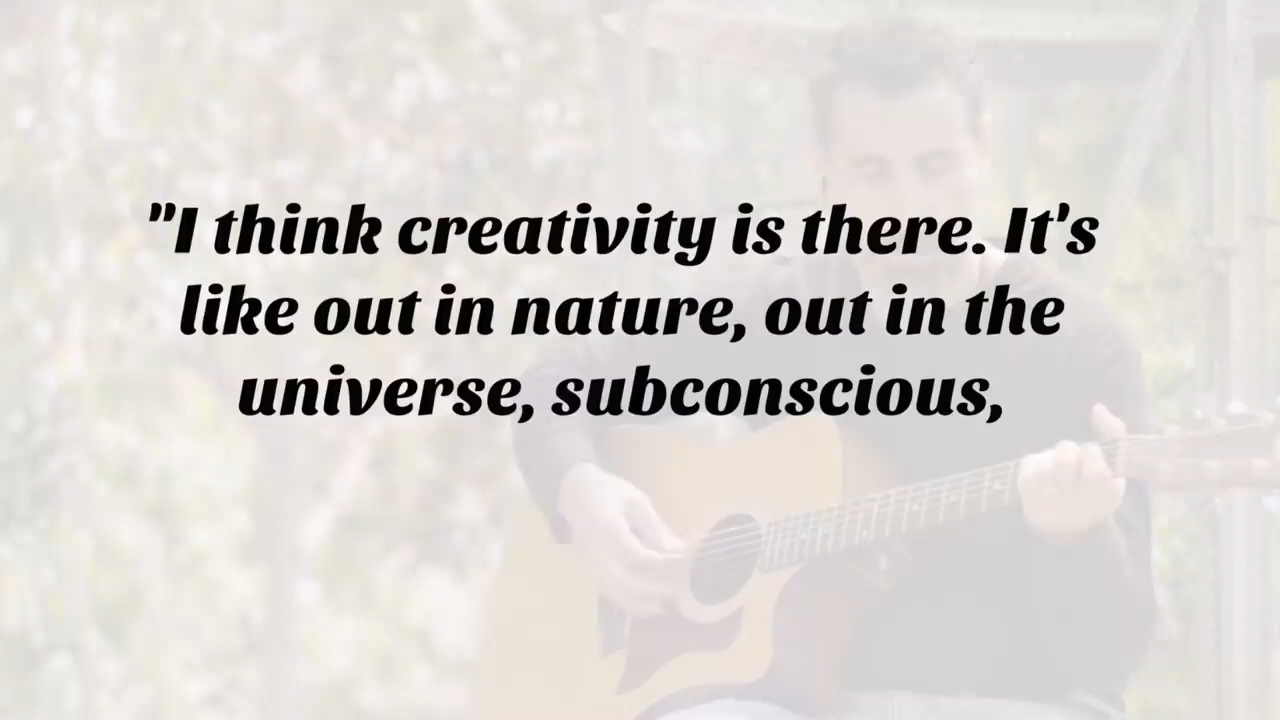 "I think creativity is there. It's
like out in nature, out in the
universe, subconscious,